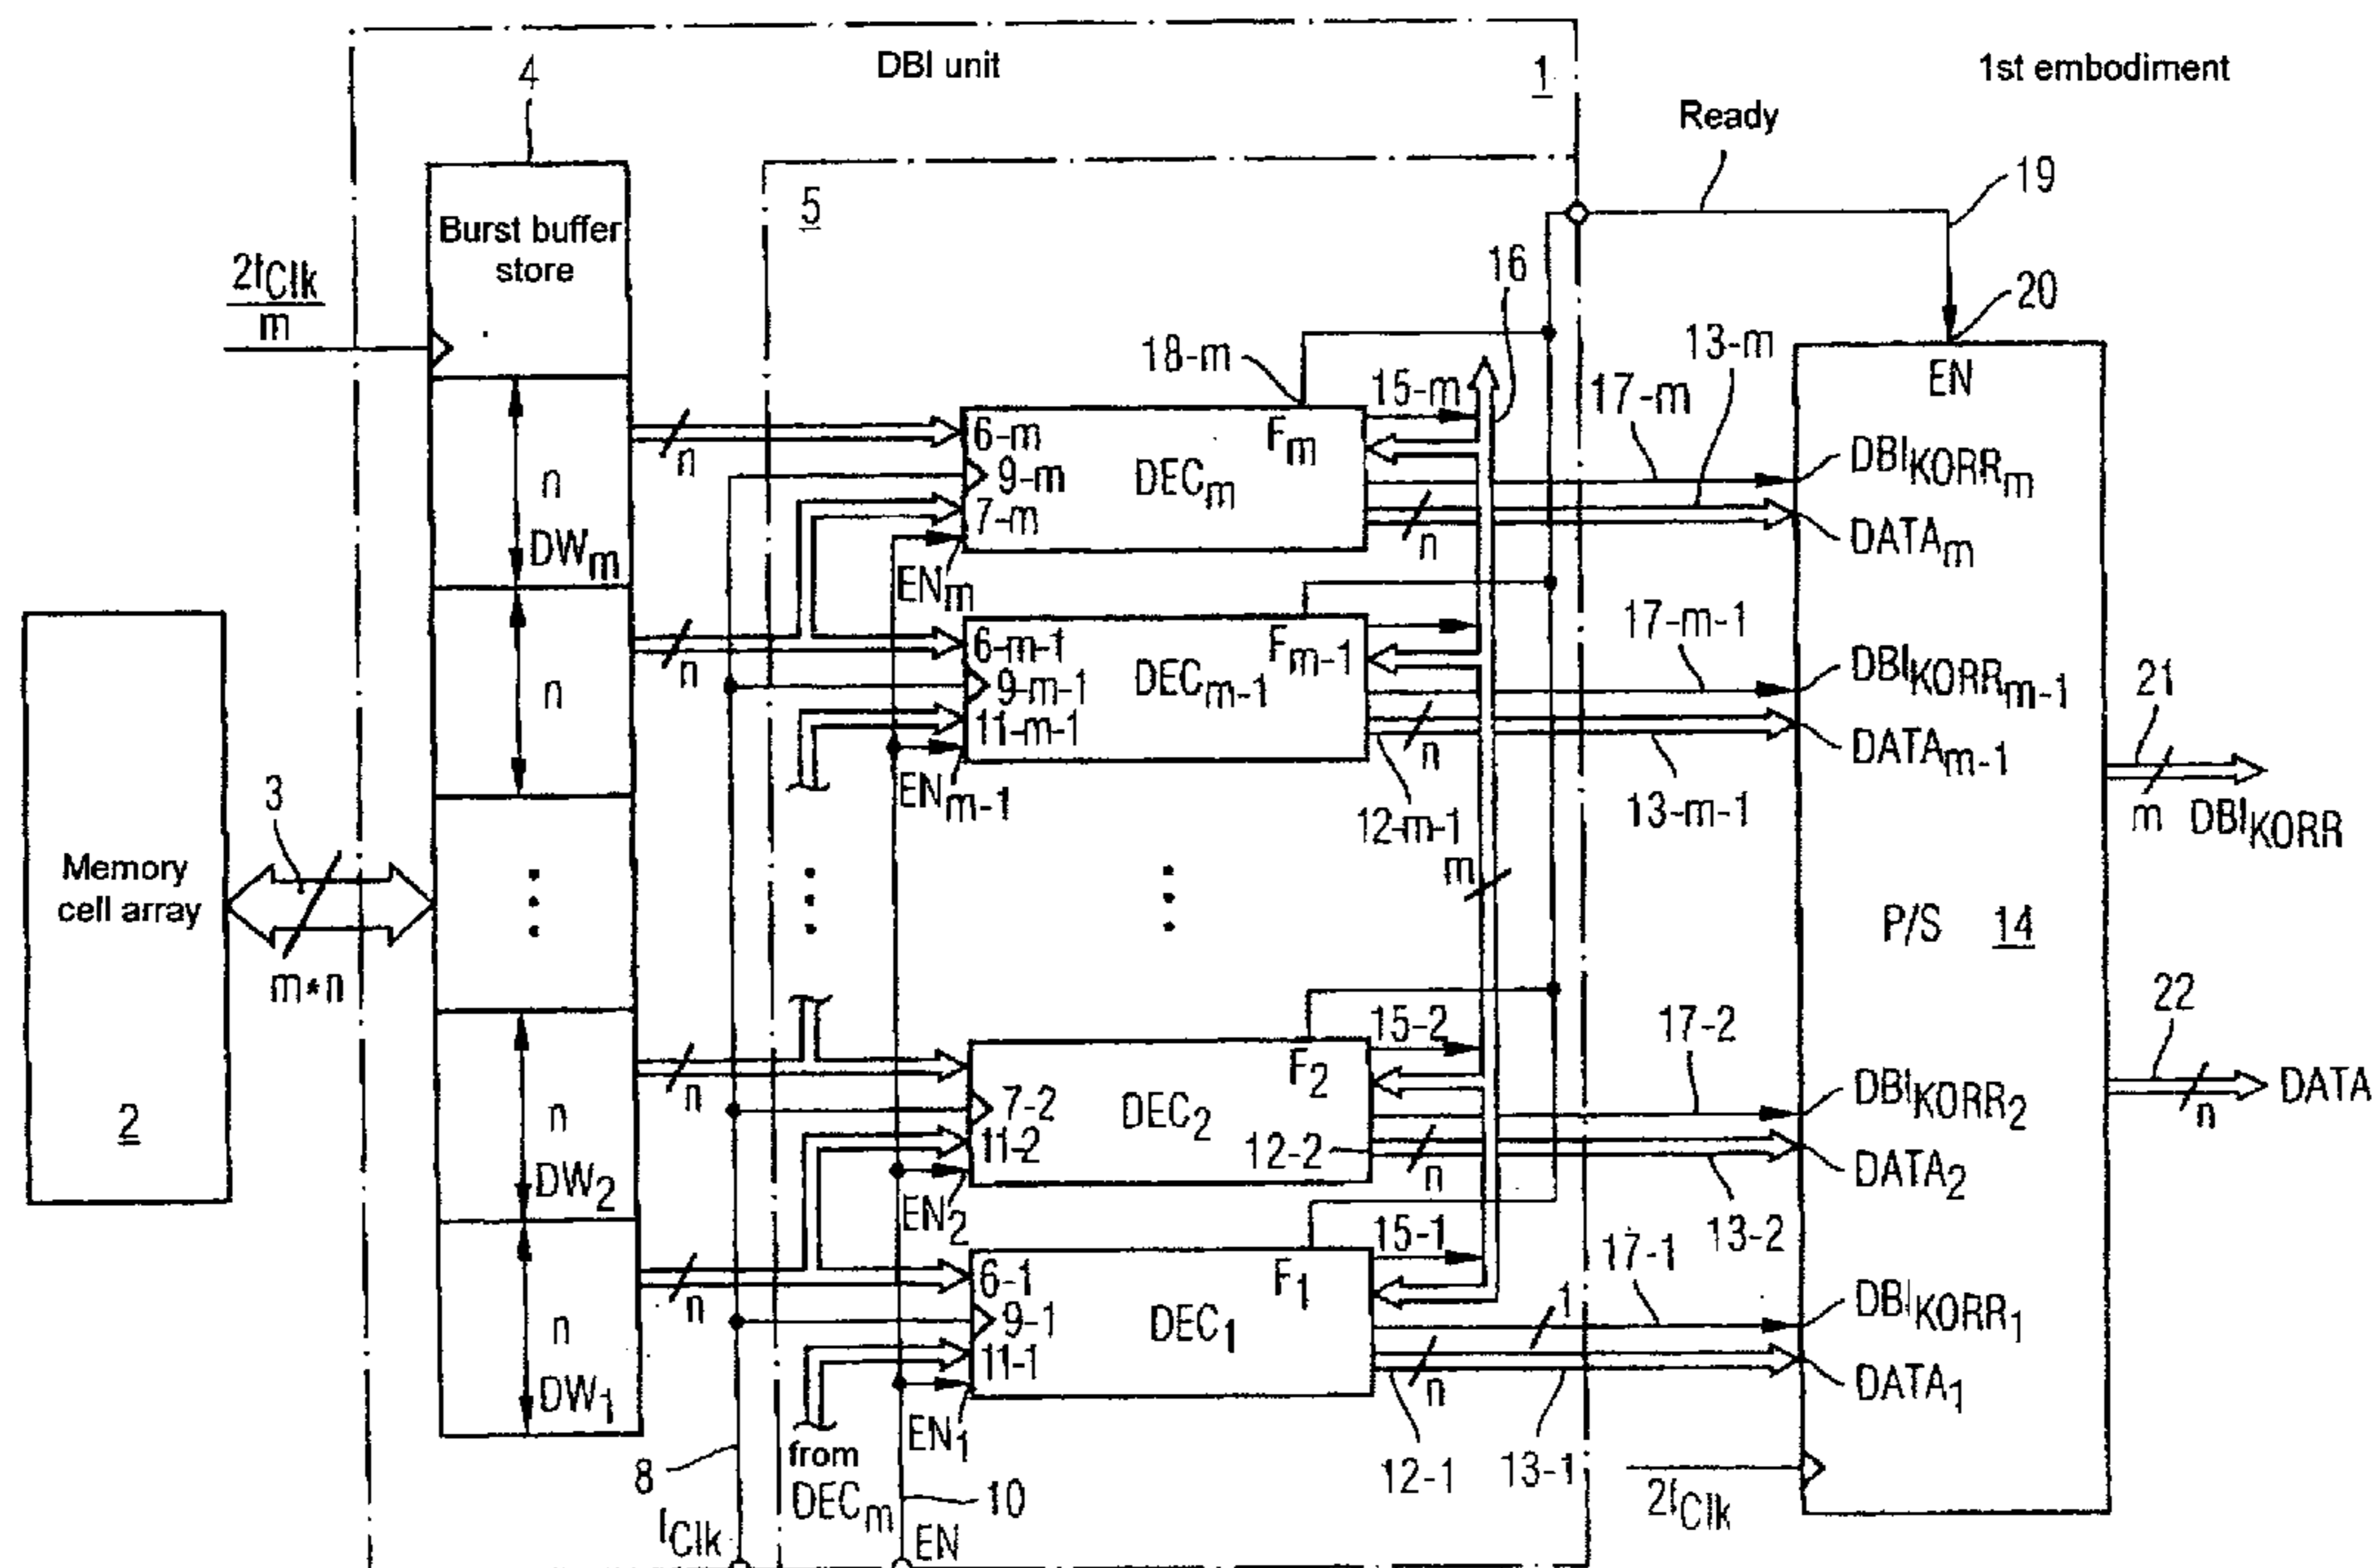 DBI unit
1
1st embodiment
4
Ready
5
19
Burst buffer
store
2fClk
m
16
20
18-m
13-m
EN
15-m
17-m
6-m
Fm
n
9-m
DECm
DBIKORRm
n
7-m
n
DATAm
DWm
ENm
17-m-1
6-m-1
Fm-1
n
9-m-1
DECm-1
DBIKORRm-1
n
11-m-1
n
DATAm-1
21
ENm-1
12-m-1
13-m-1
m DBIKORR
3
m
Memory
cell array
P/S 14
m*n
15-2
17-2
22
F2
2
n
n
7-2
DEC2
DBIKORR2
n
DATA
11-2
12-2
n
DATA2
DW2
EN2
13-2
15-1
17-1
6-1
F1
n
n
9-1
DEC1
1
DBIKORR1
11-1
n
DATA1
DW1
EN1
from
DECm
8
10
12-1
13-1
2fClk
fClk
EN